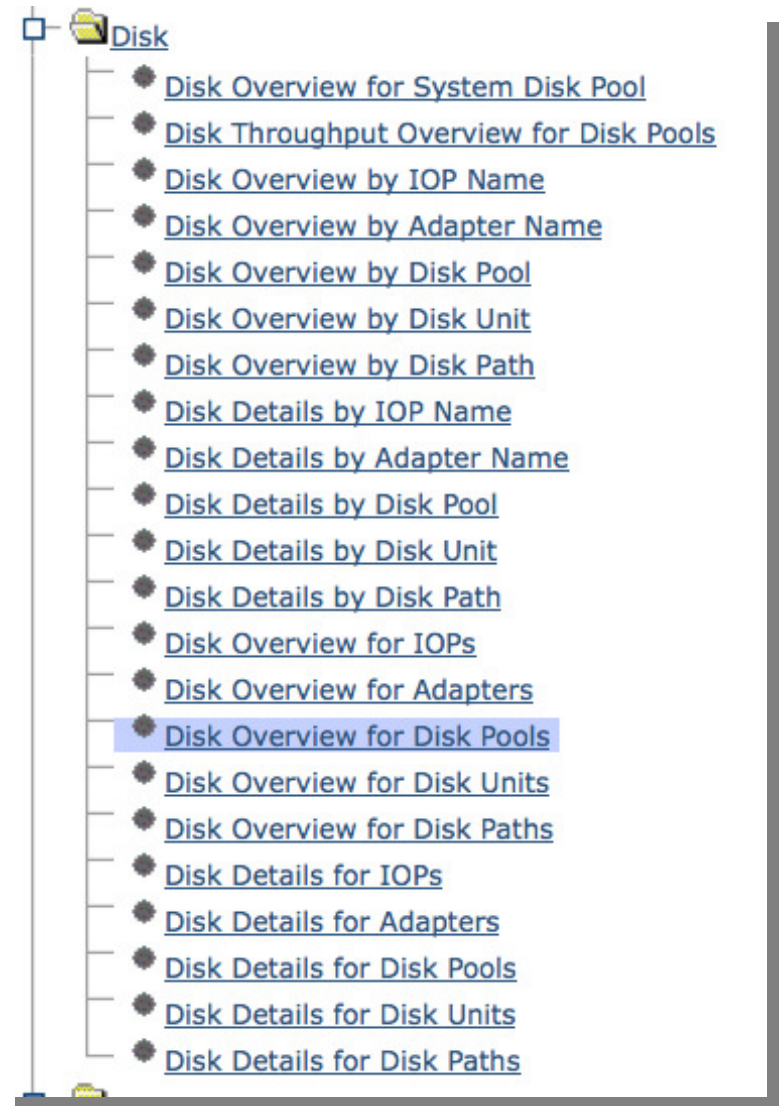 Disk
Disk Overview for System Disk Pool
Disk Throughput Overview for Disk Pools
Disk Overview by IOP Name
Disk Overview by Adapter Name
Disk Overview by Disk Pool
Disk Overview by Disk Unit
Disk Overview by Disk Path
Disk Details by IOP Name
Disk Details by Adapter Name
Disk Details by Disk Pool
Disk Details by Disk Unit
Disk Details by Disk Path
Disk Overview for IOPs
Disk Overview for Adapters
Disk Overview for Disk Pools
Disk Overview for Disk Units
Disk Overview for Disk Paths
Disk Details for IOPs
Disk Details for Adapters
Disk Details for Disk Pools
Disk Details for Disk Units
Disk Details for Disk Paths